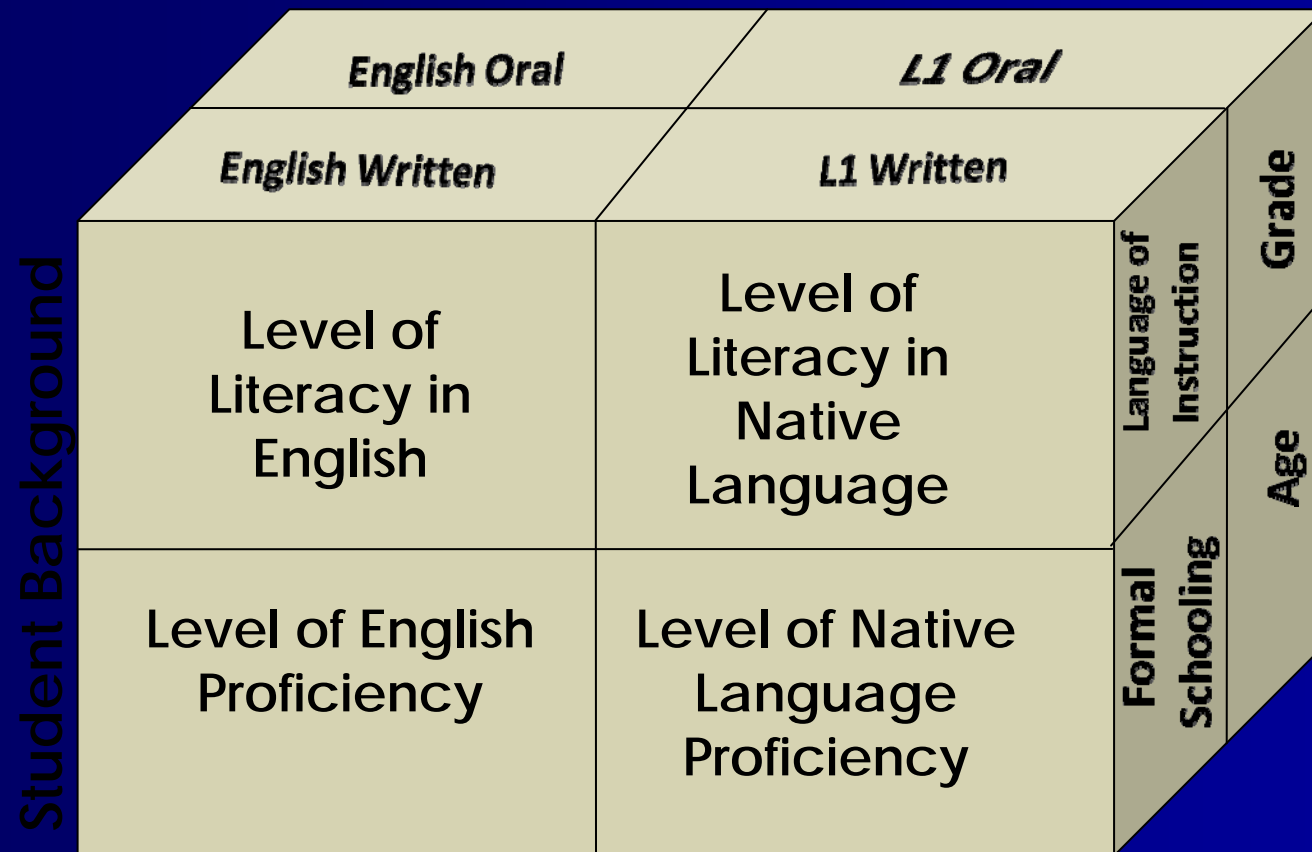 English Oral
L1 Oral
English Written
L1 Written
Student Background
Level of
Literacy in
English
Level of
Literacy in
Native
Language
Language of
Instruction
Grade
Level of English
Proficiency
Level of Native
Language
Proficiency
Formal
Schooling
Age